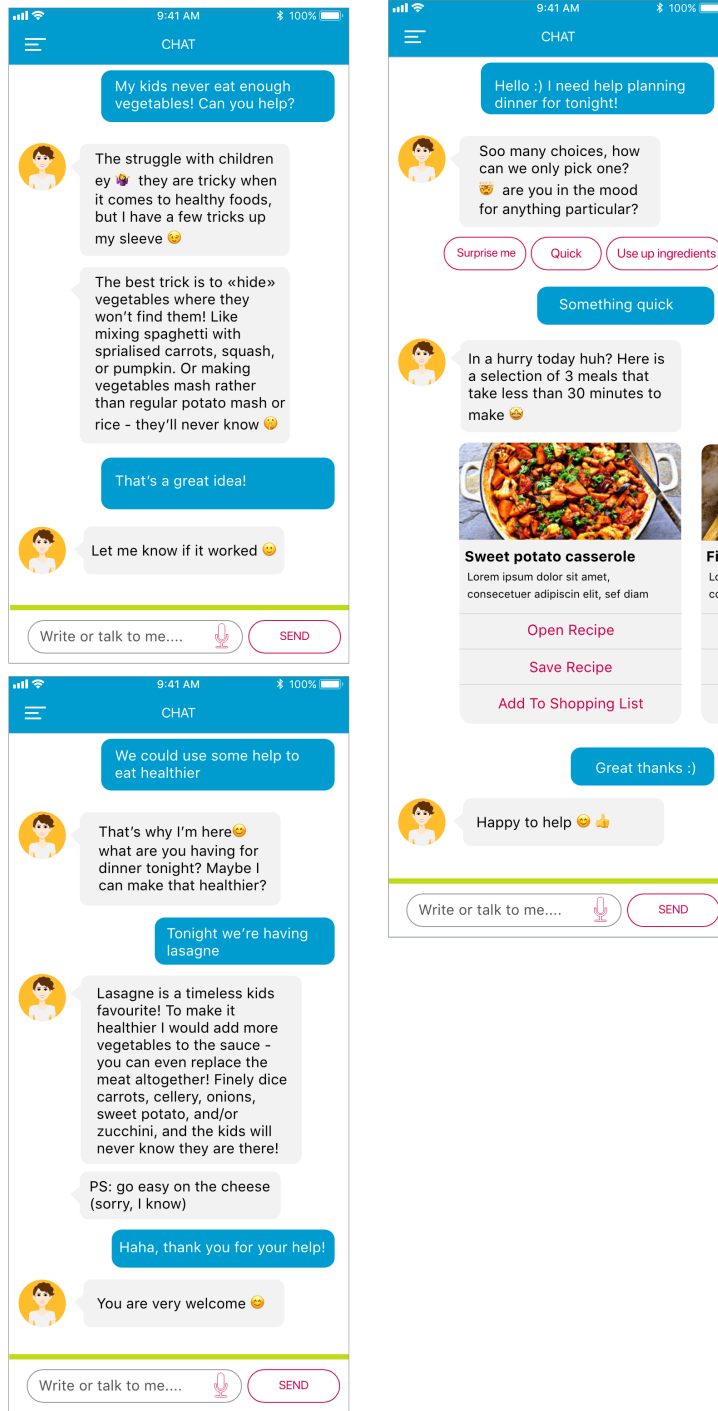 9:41 AM
100%
CHAT
My kids never eat enough
vegetables! Can you help?
The struggle with children
ey 🤷‍♀️ they are tricky when
it comes to healthy foods,
but I have a few tricks up
my sleeve 😉
The best trick is to «hide»
vegetables where they
won’t find them! Like
mixing spaghetti with
sprialised carrots, squash,
or pumpkin. Or making
vegetables mash rather
than regular potato mash or
rice - they’ll never know 🤫
That’s a great idea!
Let me know if it worked 🙂
Write or talk to me....
SEND
9:41 AM
100%
CHAT
We could use some help to
eat healthier
That’s why I’m here😊
what are you having for
dinner tonight? Maybe I
can make that healthier?
Tonight we’re having
lasagne
Lasagne is a timeless kids
favourite! To make it
healthier I would add more
vegetables to the sauce -
you can even replace the
meat altogether! Finely dice
carrots, cellery, onions,
sweet potato, and/or
zucchini, and the kids will
never know they are there!
PS: go easy on the cheese
(sorry, I know)
Haha, thank you for your help!
You are very welcome 😊
Write or talk to me....
SEND
9:41 AM
100%
CHAT
Hello :) I need help planning
dinner for tonight!
Soo many choices, how
can we only pick one?
🤯 are you in the mood
for anything particular?
Surprise me
Quick
Use up ingredients
Something quick
In a hurry today huh? Here is
a selection of 3 meals that
take less than 30 minutes to
make 🤩
Sweet potato casserole
Lorem ipsum dolor sit amet,
consecetuer adipiscin elit, sef diam
Open Recipe
Save Recipe
Add To Shopping List
Fi
Lo
co
Great thanks :)
Happy to help 😊 👍
Write or talk to me....
SEND